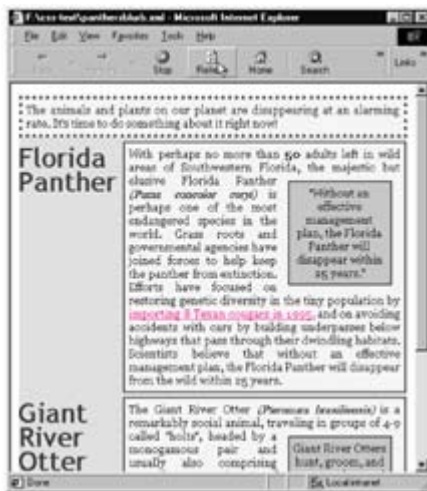 F:\css-text\pantherxblurb.xml - Microsoft Internet Explorer
File Edit View Favorites Tools Help
Stop Refresh Home Search Links
The animals and plants on our planet are disappearing at an alarming
rate. It's time to do something about it right now!
Florida
Panther
With perhaps no more than 50 adults left in wild
areas of Southwestern Florida, the majestic but
elusive Florida Panther
(Puma concolor coryi) is
perhaps one of the most
endangered species in the
world. Grass roots and
governmental agencies have
joined forces to help keep
the panther from extinction.
Efforts have focused on
restoring genetic diversity in the tiny population by
importing 8 Texan cougars in 1995, and on avoiding
accidents with cars by building underpasses below
highways that pass through their dwindling habitats.
Scientists believe that without an effective
management plan, the Florida Panther will disappear
from the wild within 25 years.
"Without an
effective
management
plan, the Florida
Panther will
disappear within
25 years."
Giant
River
Otter
The Giant River Otter (Pteronura brasiliensis) is a
remarkably social animal, traveling in groups of 4-9
called "holts", headed by a
monogamous pair and
usually also comprising
Giant River Otters
hunt, groom, and
Done
Local intranet